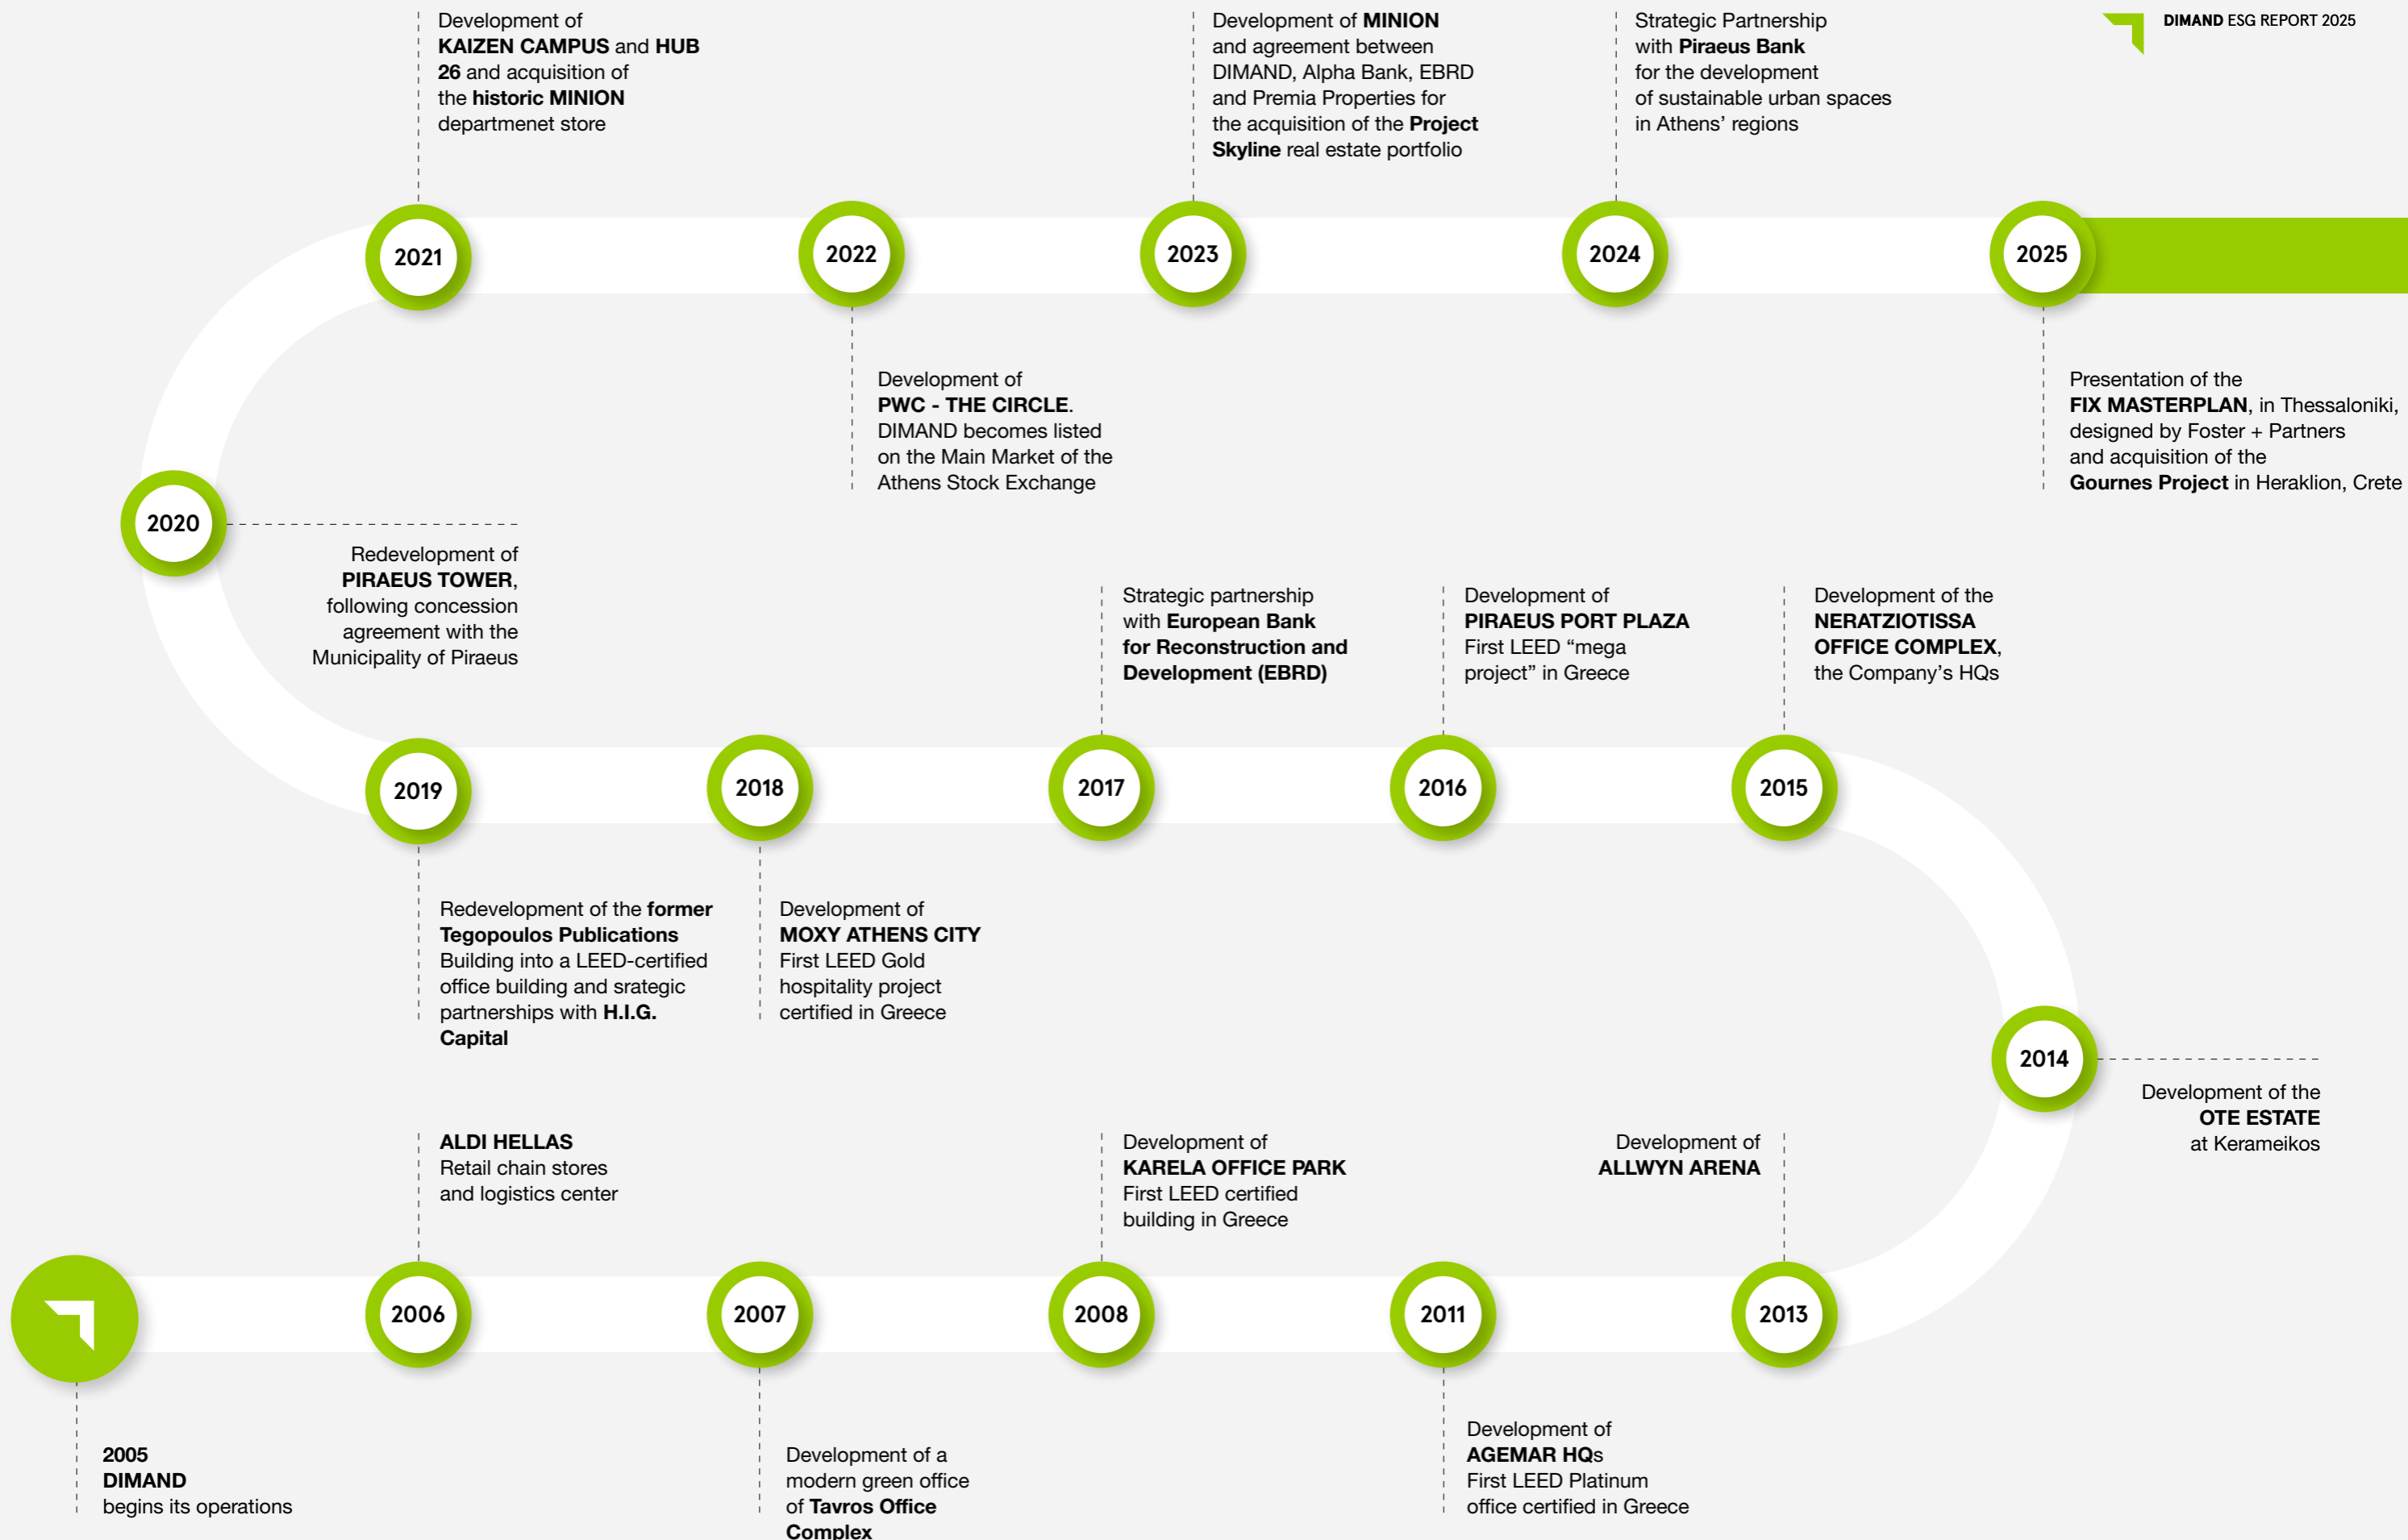 DIMAND ESG REPORT 2025
Development of
KAIZEN CAMPUS and HUB
26 and acquisition of
the historic MINION
departmenet store
Development of MINION
and agreement between
DIMAND, Alpha Bank, EBRD
and Premia Properties for
the acquisition of the Project
Skyline real estate portfolio
Strategic Partnership
with Piraeus Bank
for the development
of sustainable urban spaces
in Athens’ regions
2021
2022
2023
2024
2025
Development of
PWC - THE CIRCLE.
DIMAND becomes listed
on the Main Market of the
Athens Stock Exchange
Presentation of the
FIX MASTERPLAN, in Thessaloniki,
designed by Foster + Partners
and acquisition of the
Gournes Project in Heraklion, Crete
2020
Redevelopment of
PIRAEUS TOWER,
following concession
agreement with the
Municipality of Piraeus
Strategic partnership
with European Bank
for Reconstruction and
Development (EBRD)
Development of
PIRAEUS PORT PLAZA
First LEED “mega
project” in Greece
Development of the
NERATZIOTISSA
OFFICE COMPLEX,
the Company’s HQs
2019
2018
2017
2016
2015
Redevelopment of the former
Tegopoulos Publications
Building into a LEED-certified
office building and srategic
partnerships with H.I.G.
Capital
Development of
MOXY ATHENS CITY
First LEED Gold
hospitality project
certified in Greece
2014
Development of the
OTE ESTATE
at Kerameikos
ALDI HELLAS
Retail chain stores
and logistics center
Development of
KARELA OFFICE PARK
First LEED certified
building in Greece
Development of
ALLWYN ARENA
2006
2007
2008
2011
2013
2005
DIMAND
begins its operations
Development of a
modern green office
of Tavros Office
Complex
Development of
AGEMAR HQs
First LEED Platinum
office certified in Greece